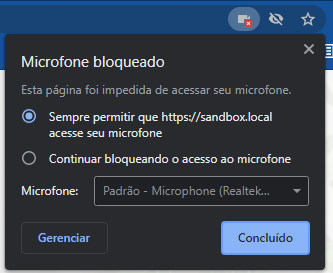 Microfone bloqueado
Esta página foi impedida de acessar seu microfone.
Sempre permitir que https://sandbox.local
acesse seu microfone
Continuar bloqueando o acesso ao microfone
Microfone:
Padrão - Microphone (Realtek...
Gerenciar
Concluído